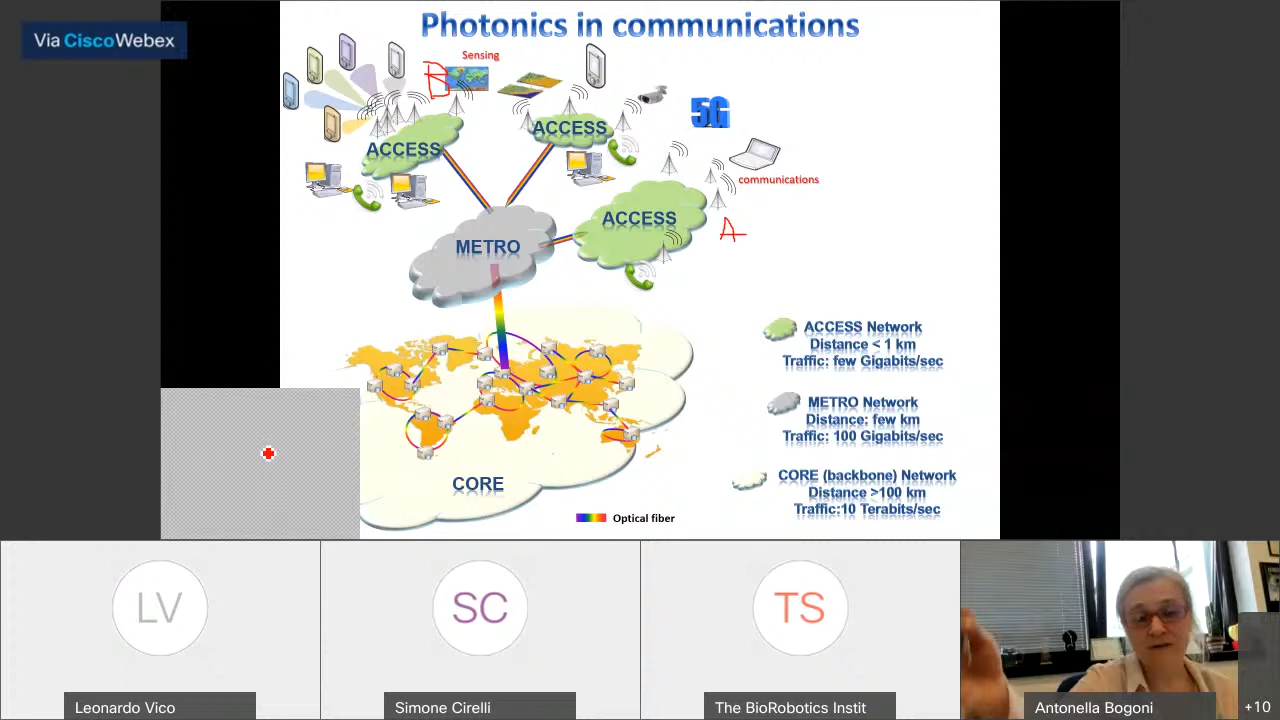 Via Cisco Webex
Photonics in communications
Sensing
B
5G
ACCESS
ACCESS
communications
ACCESS
A
METRO
ACCESS Network
Distance < 1 km
Traffic: few Gigabits/sec
METRO Network
Distance: few km
Traffic: 100 Gigabits/sec
CORE (backbone) Network
Distance >100 km
Traffic:10 Terabits/sec
CORE
Optical fiber
LV
SC
TS
Leonardo Vico
Simone Cirelli
The BioRobotics Instit
Antonella Bogoni
+10